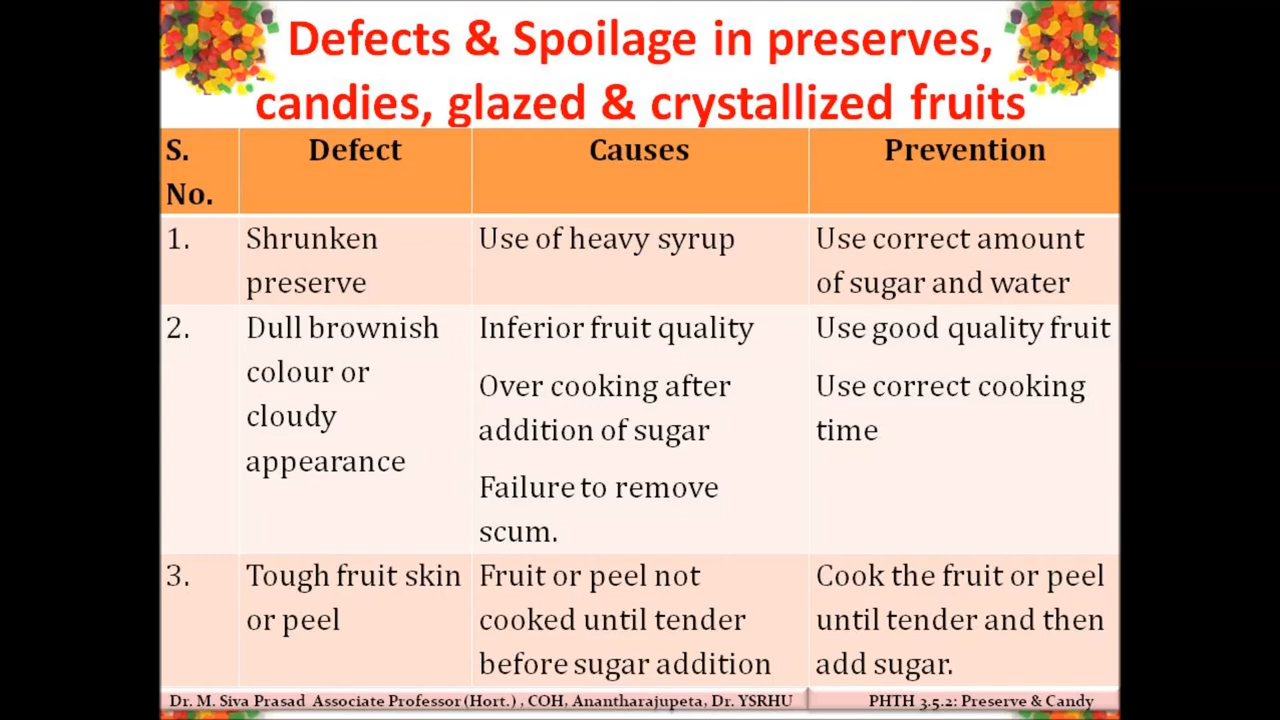 Defects & Spoilage in preserves,
candies, glazed & crystallized fruits
S.
No.
Defect
Causes
Prevention
1.
Shrunken
preserve
Use of heavy syrup
Use correct amount
of sugar and water
2.
Dull brownish
colour or
cloudy
appearance
Inferior fruit quality
Over cooking after
addition of sugar
Failure to remove
scum.
Use good quality fruit
Use correct cooking
time
3.
Tough fruit skin
or peel
Fruit or peel not
cooked until tender
before sugar addition
Cook the fruit or peel
until tender and then
add sugar.
Dr. M. Siva Prasad Associate Professor (Hort.) , COH, Anantharajupeta, Dr. YSRHU
PHTH 3.5.2: Preserve & Candy